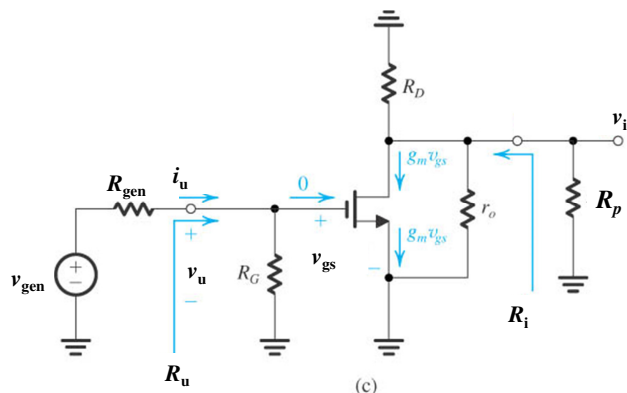 R_D
v_i
g_m v_gs
R_gen
i_u
0
R_p
+
+
r_o
g_m v_gs
v_gen
+
−
v_u
R_G
v_gs
−
−
R_i
R_u
(c)